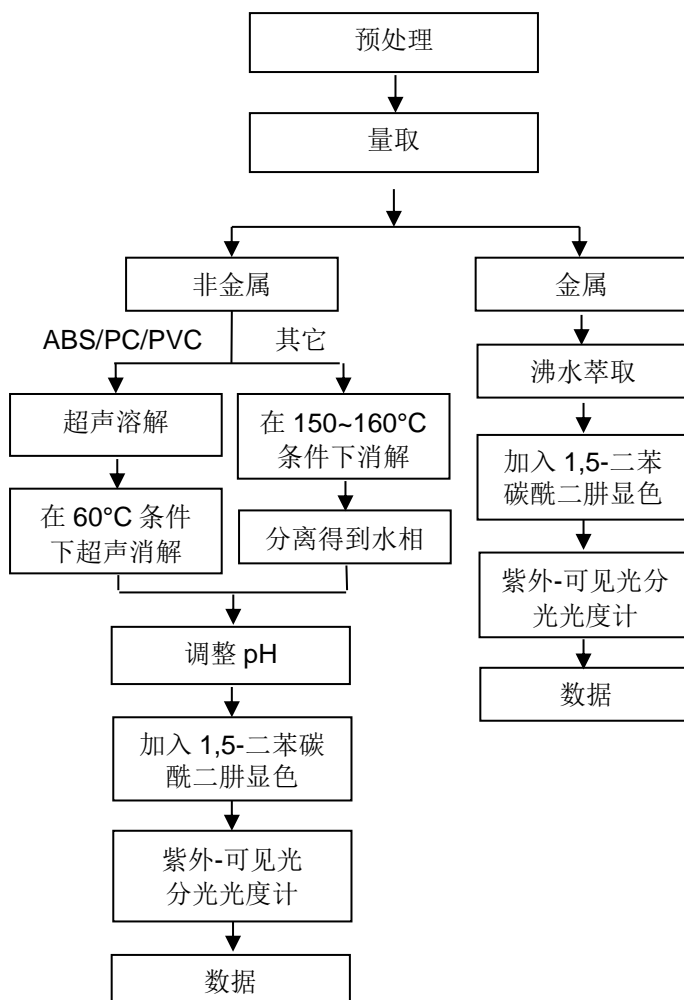 预处理
量取
非金属
金属
ABS/PC/PVC
其它
沸水萃取
超声溶解
在 150~160°C
条件下消解
加入 1,5-二苯
碳酰二肼显色
在 60°C 条件
下超声消解
分离得到水相
紫外-可见光分
光光度计
调整 pH
数据
加入 1,5-二苯碳
酰二肼显色
紫外-可见光
分光光度计
数据